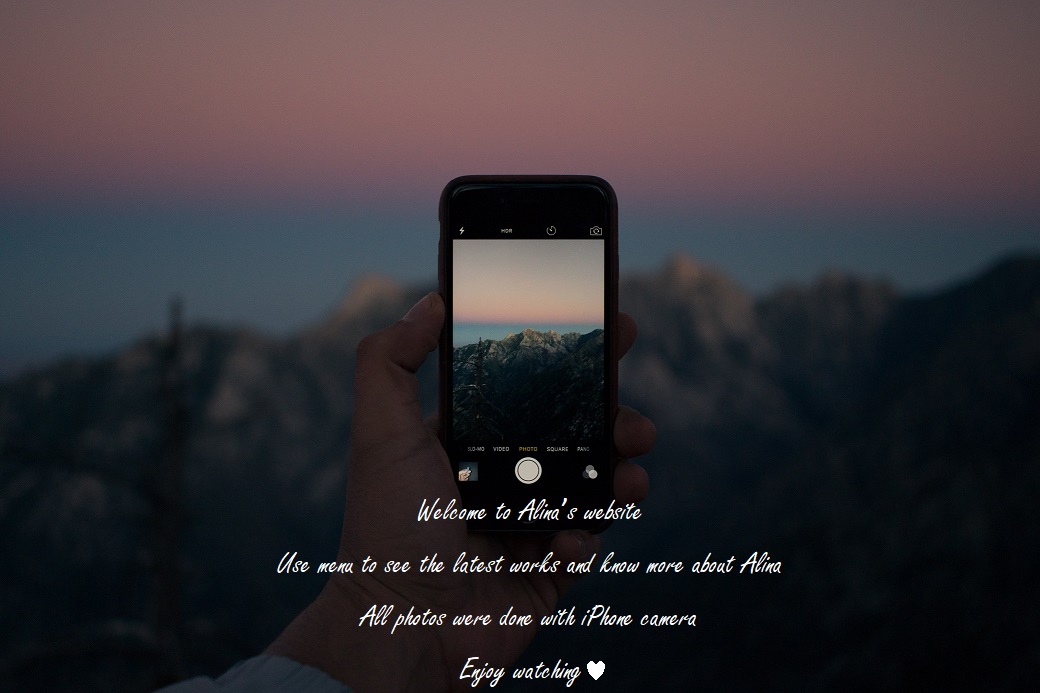 HDR
SLO-MO VIDEO PHOTO SQUARE PANO
Welcome to Alina's website
Use menu to see the latest works and know more about Alina
All photos were done with iPhone camera
Enjoy watching